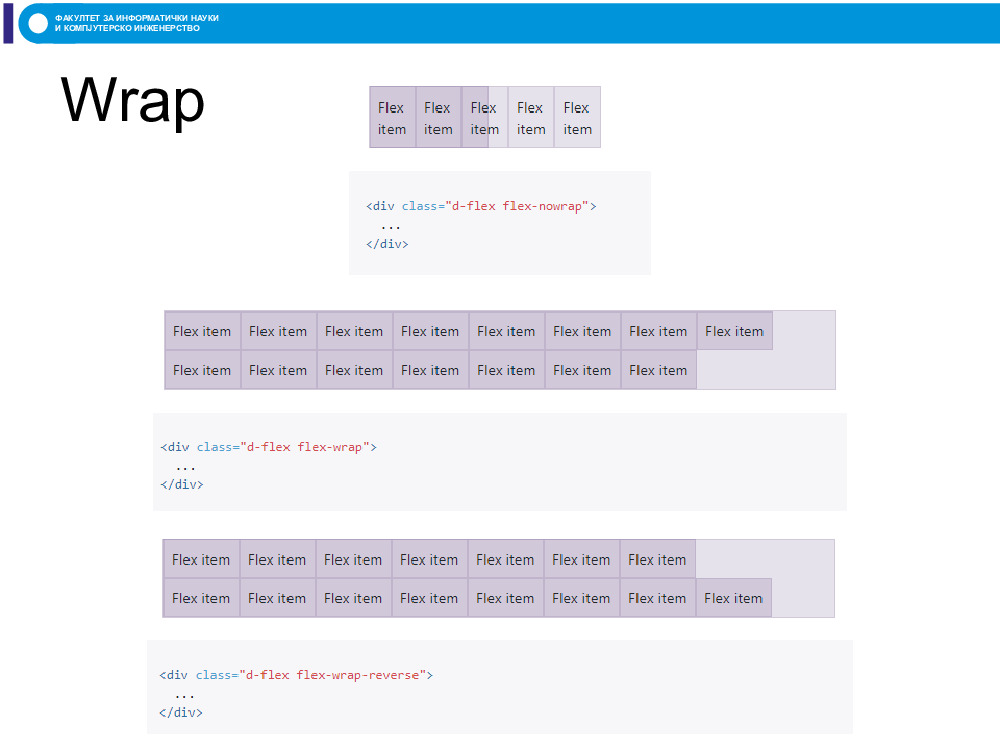 ФАКУЛТЕТ ЗА ИНФОРМАТИЧКИ НАУКИ
И КОМПЈУТЕРСКО ИНЖЕНЕРСТВО
Wrap
Flex Flex Flex Flex Flex
item item item item item
<div class="d-flex flex-nowrap">
...
</div>
Flex item Flex item Flex item Flex item Flex item Flex item Flex item Flex item
Flex item Flex item Flex item Flex item Flex item Flex item Flex item
<div class="d-flex flex-wrap">
...
</div>
Flex item Flex item Flex item Flex item Flex item Flex item Flex item
Flex item Flex item Flex item Flex item Flex item Flex item Flex item Flex item
<div class="d-flex flex-wrap-reverse">
...
</div>